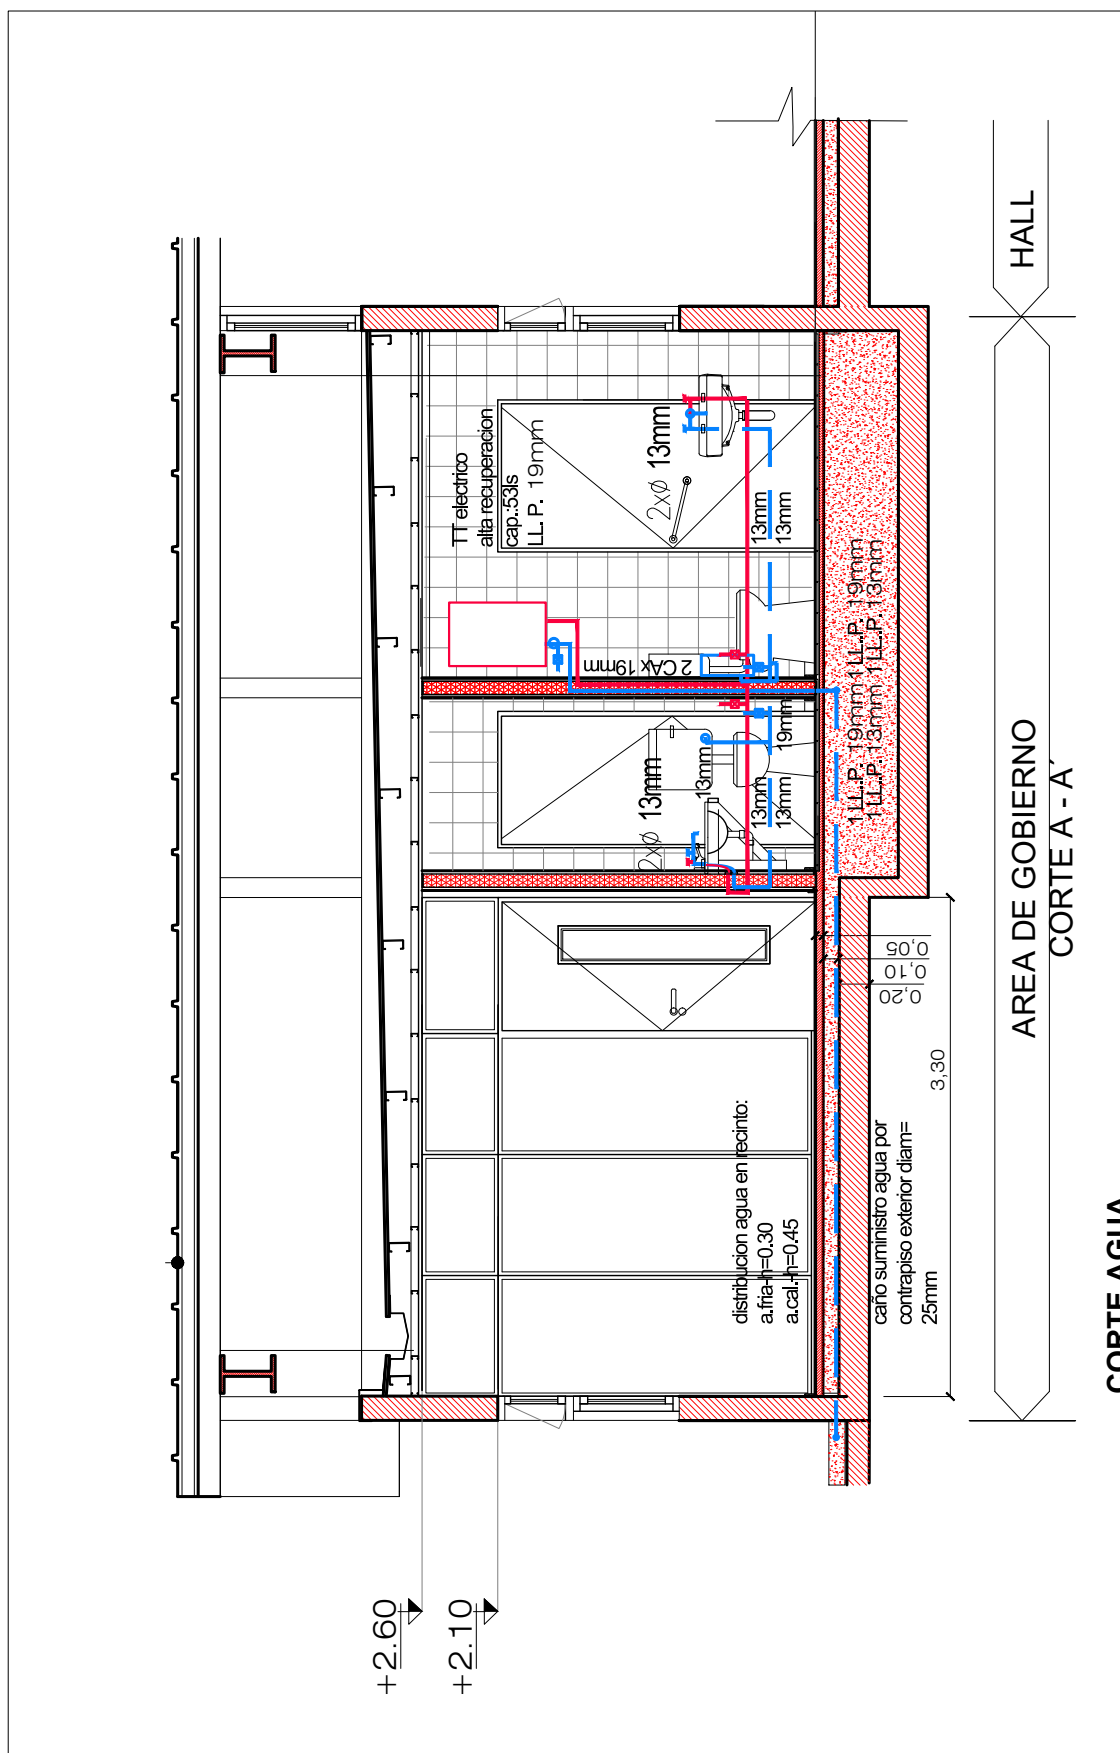 +2.60
+2.10
TT electrico
alta recuperacion
cap.:53ls
LL. P. 19mm
2xø 13mm
13mm
13mm
2 CAx 19mm
2xø 13mm
13mm
19mm
13mm
13mm
1 LL.P. 19mm 1 LL.P. 19mm
1 LL.P. 13mm 1 LL.P. 13mm
distribucion agua en recinto:
a.fria-h=0.30
a.cal.-h=0.45
caño suministro agua por
contrapiso exterior diam=
25mm
0,05
0,10
0,20
3,30
HALL
AREA DE GOBIERNO
CORTE A - A´
CORTE AGUA